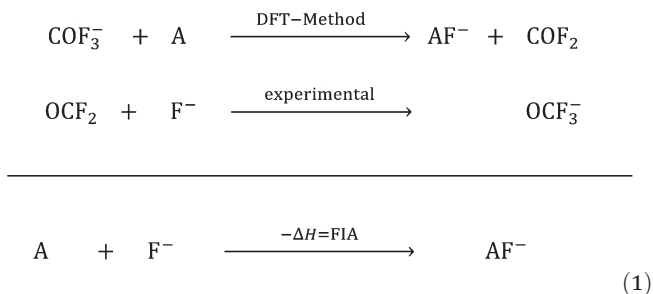 DFT−Method
COF₃⁻ + A ⟶ AF⁻ + COF₂
experimental
OCF₂ + F⁻ ⟶ OCF₃⁻
−ΔH=FIA
A + F⁻ ⟶ AF⁻
(1)